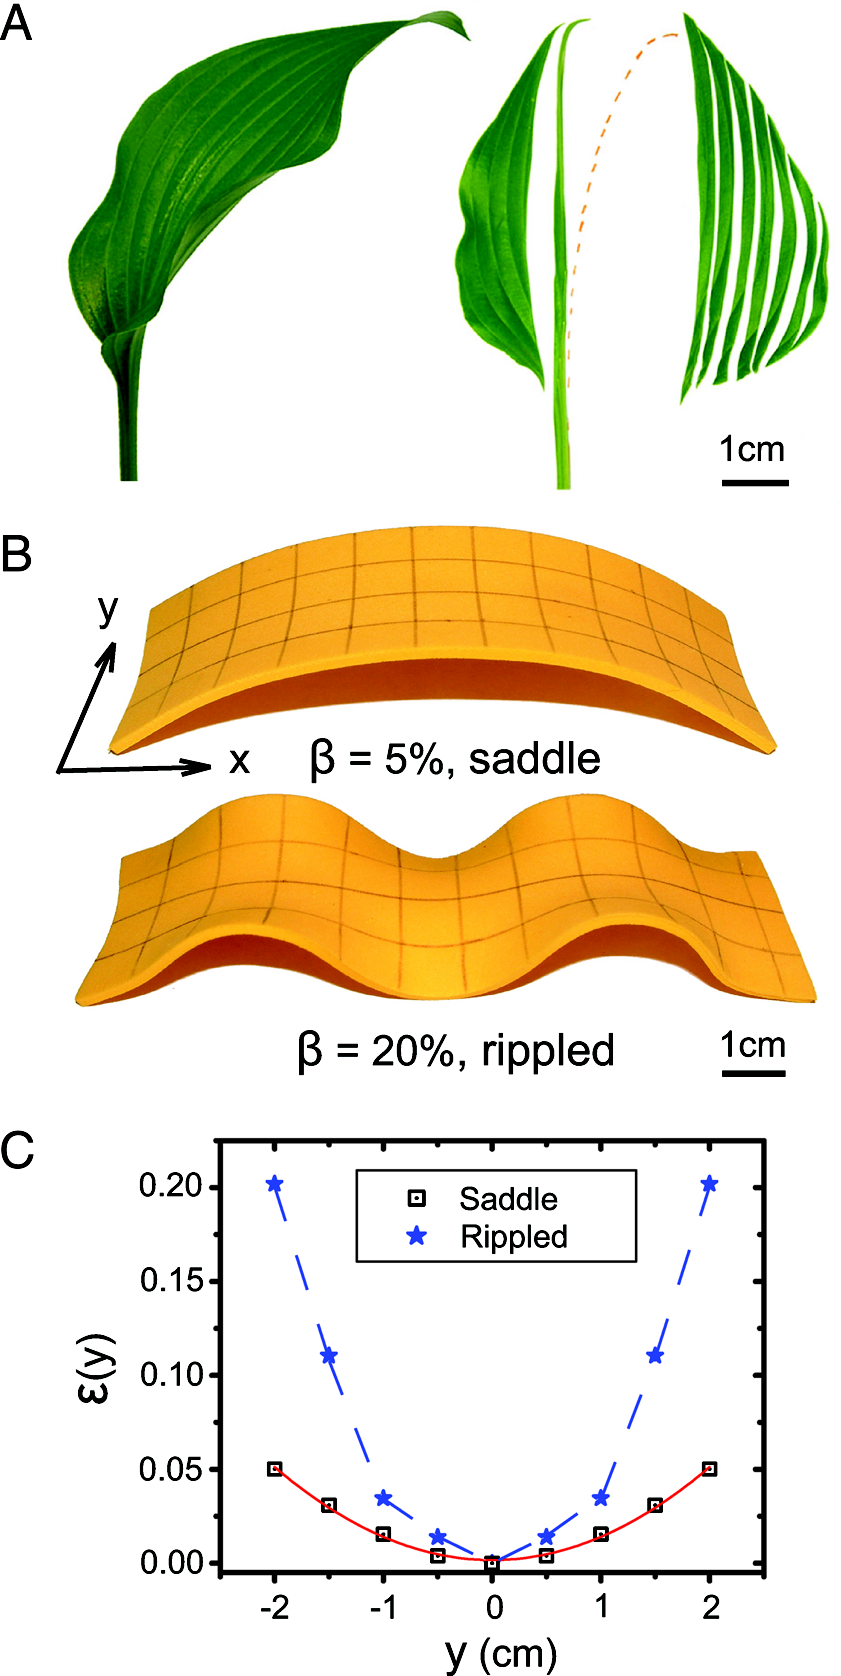 A
1cm
B
y
x
β = 5%, saddle
β = 20%, rippled
1cm
C
0.20
0.15
0.10
0.05
0.00
ε(y)
Saddle
Rippled
-2 -1 0 1 2
y (cm)